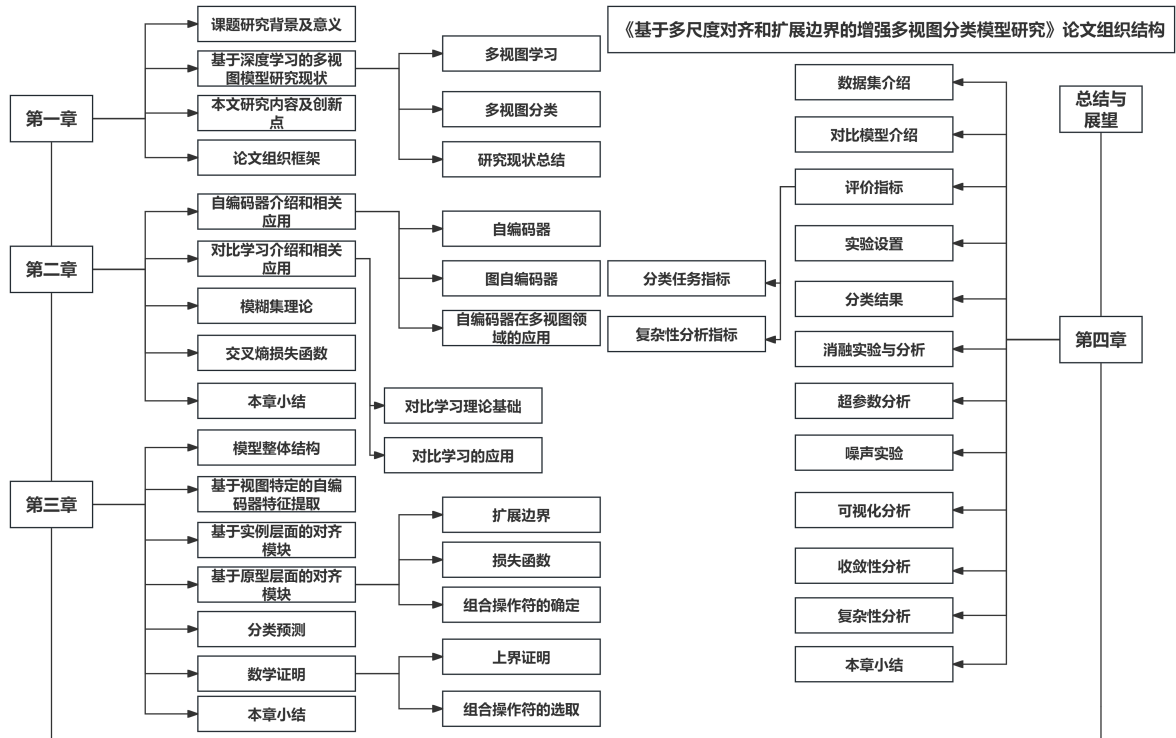 《基于多尺度对齐和扩展边界的增强多视图分类模型研究》论文组织结构
第一章
课题研究背景及意义
基于深度学习的多视
图模型研究现状
多视图学习
多视图分类
研究现状总结
本文研究内容及创新
点
论文组织框架
第二章
自编码器介绍和相关
应用
自编码器
图自编码器
自编码器在多视图领
域的应用
对比学习介绍和相关
应用
对比学习理论基础
对比学习的应用
模糊集理论
交叉熵损失函数
本章小结
第三章
模型整体结构
基于视图特定的自编
码器特征提取
基于实例层面的对齐
模块
基于原型层面的对齐
模块
扩展边界
损失函数
组合操作符的确定
分类预测
数学证明
上界证明
组合操作符的选取
本章小结
第四章
数据集介绍
对比模型介绍
评价指标
分类任务指标
复杂性分析指标
实验设置
分类结果
消融实验与分析
超参数分析
噪声实验
可视化分析
收敛性分析
复杂性分析
本章小结
总结与
展望